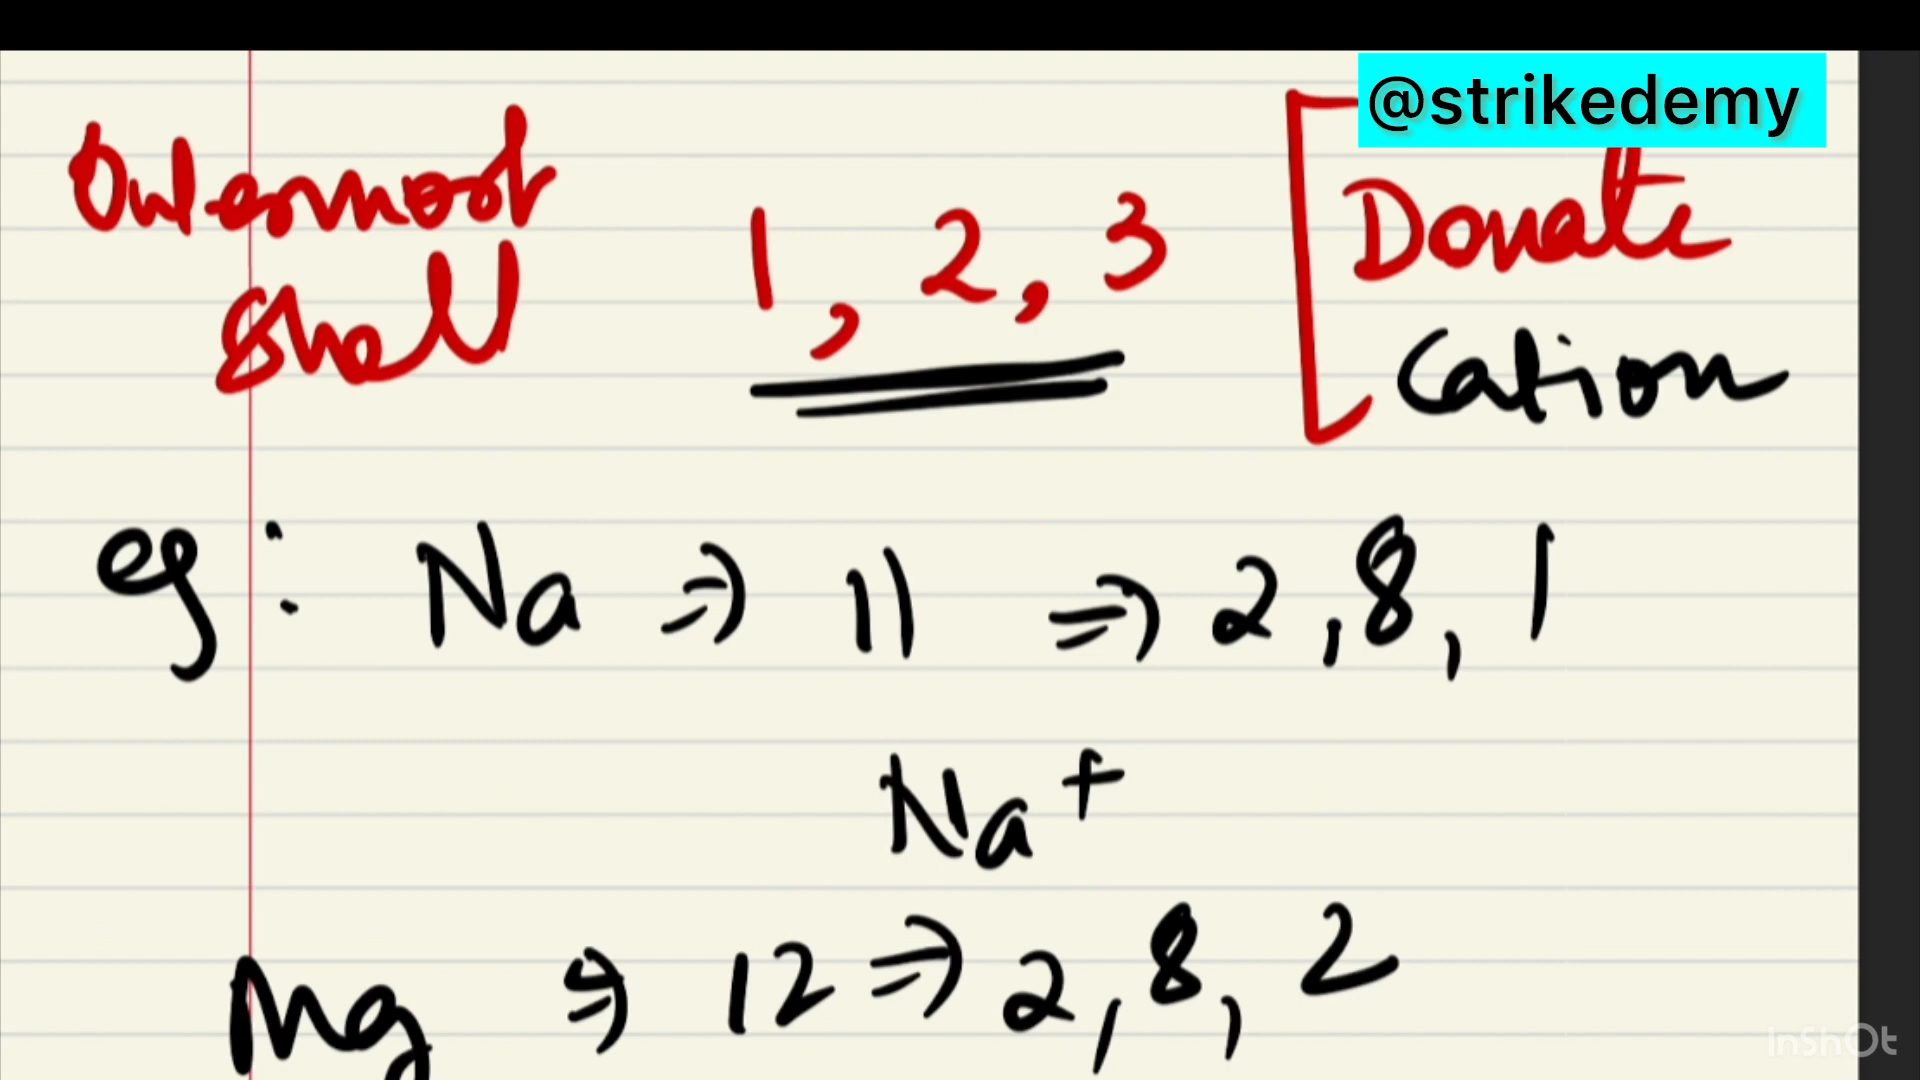 @strikedemy
Outermost shell 1, 2, 3 [Donate
Cation
eg: Na ⇒ 11 ⇒ 2, 8, 1
Na⁺
Mg ⇒ 12 ⇒ 2, 8, 2
InShOt